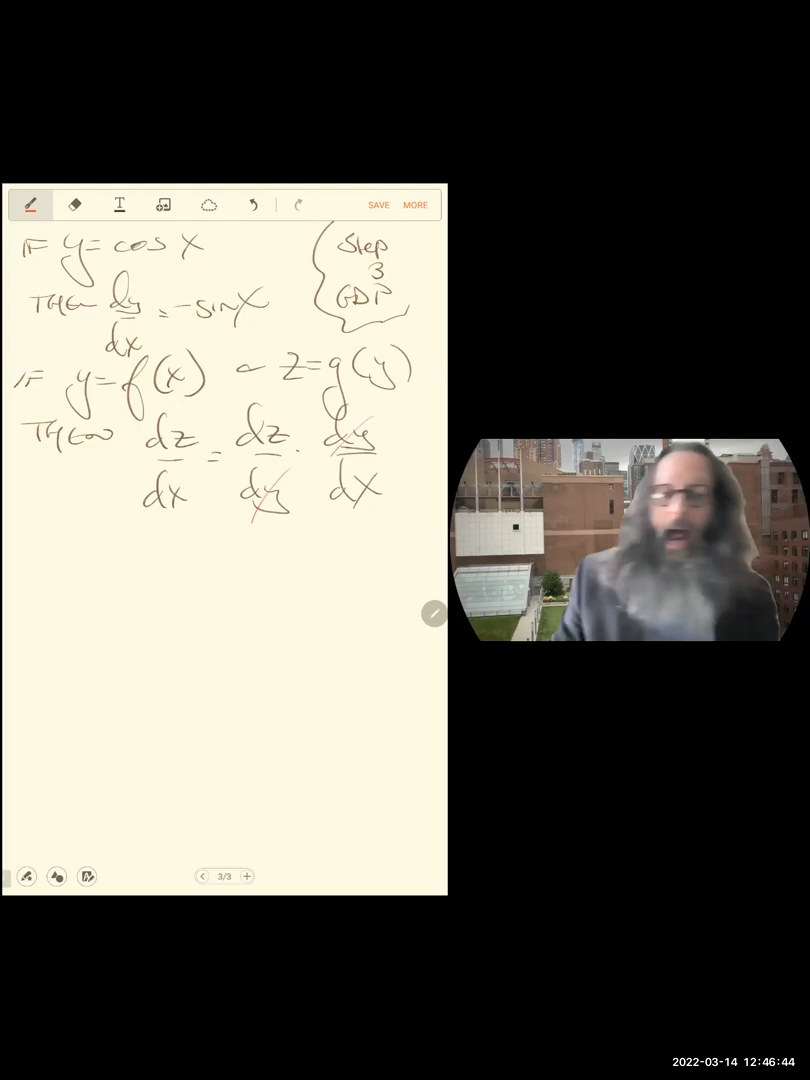 T
SAVE MORE
IF y = cos x
Step
3
GDP
THEN dy/dx = -sin x
IF y = f(x) ~ z = g(y)
THEN dz/dx = dz/dy · dy/dx
3/3
2022-03-14 12:46:44